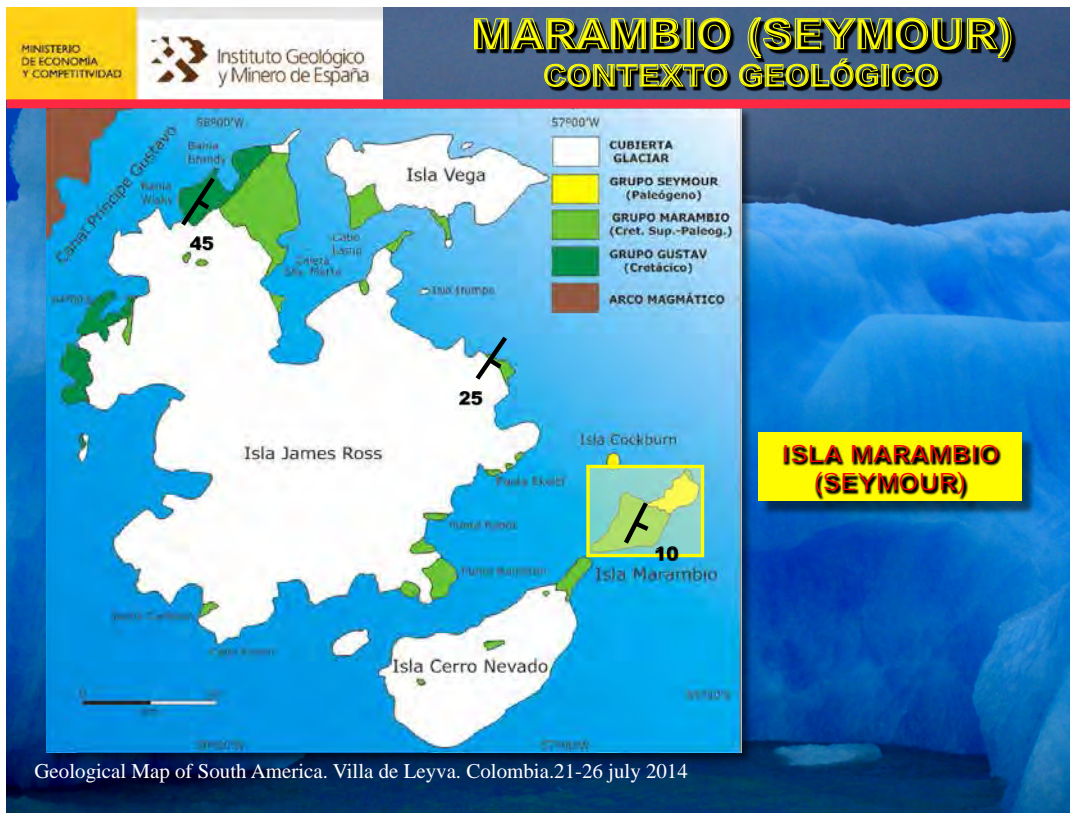 MINISTERIO
DE ECONOMÍA
Y COMPETITIVIDAD
Instituto Geológico
y Minero de España
MARAMBIO (SEYMOUR)
CONTEXTO GEOLÓGICO
58º00'W
57º00'W
Canal Príncipe Gustavo
Isla Vega
45
25
Isla James Ross
Isla Cockburn
10
Isla Marambio
Isla Cerro Nevado
CUBIERTA
GLACIAR
GRUPO SEYMOUR
(Paleógeno)
GRUPO MARAMBIO
(Cret. Sup.-Paleog.)
GRUPO GUSTAV
(Cretácico)
ARCO MAGMÁTICO
ISLA MARAMBIO
(SEYMOUR)
Geological Map of South America. Villa de Leyva. Colombia.21-26 july 2014